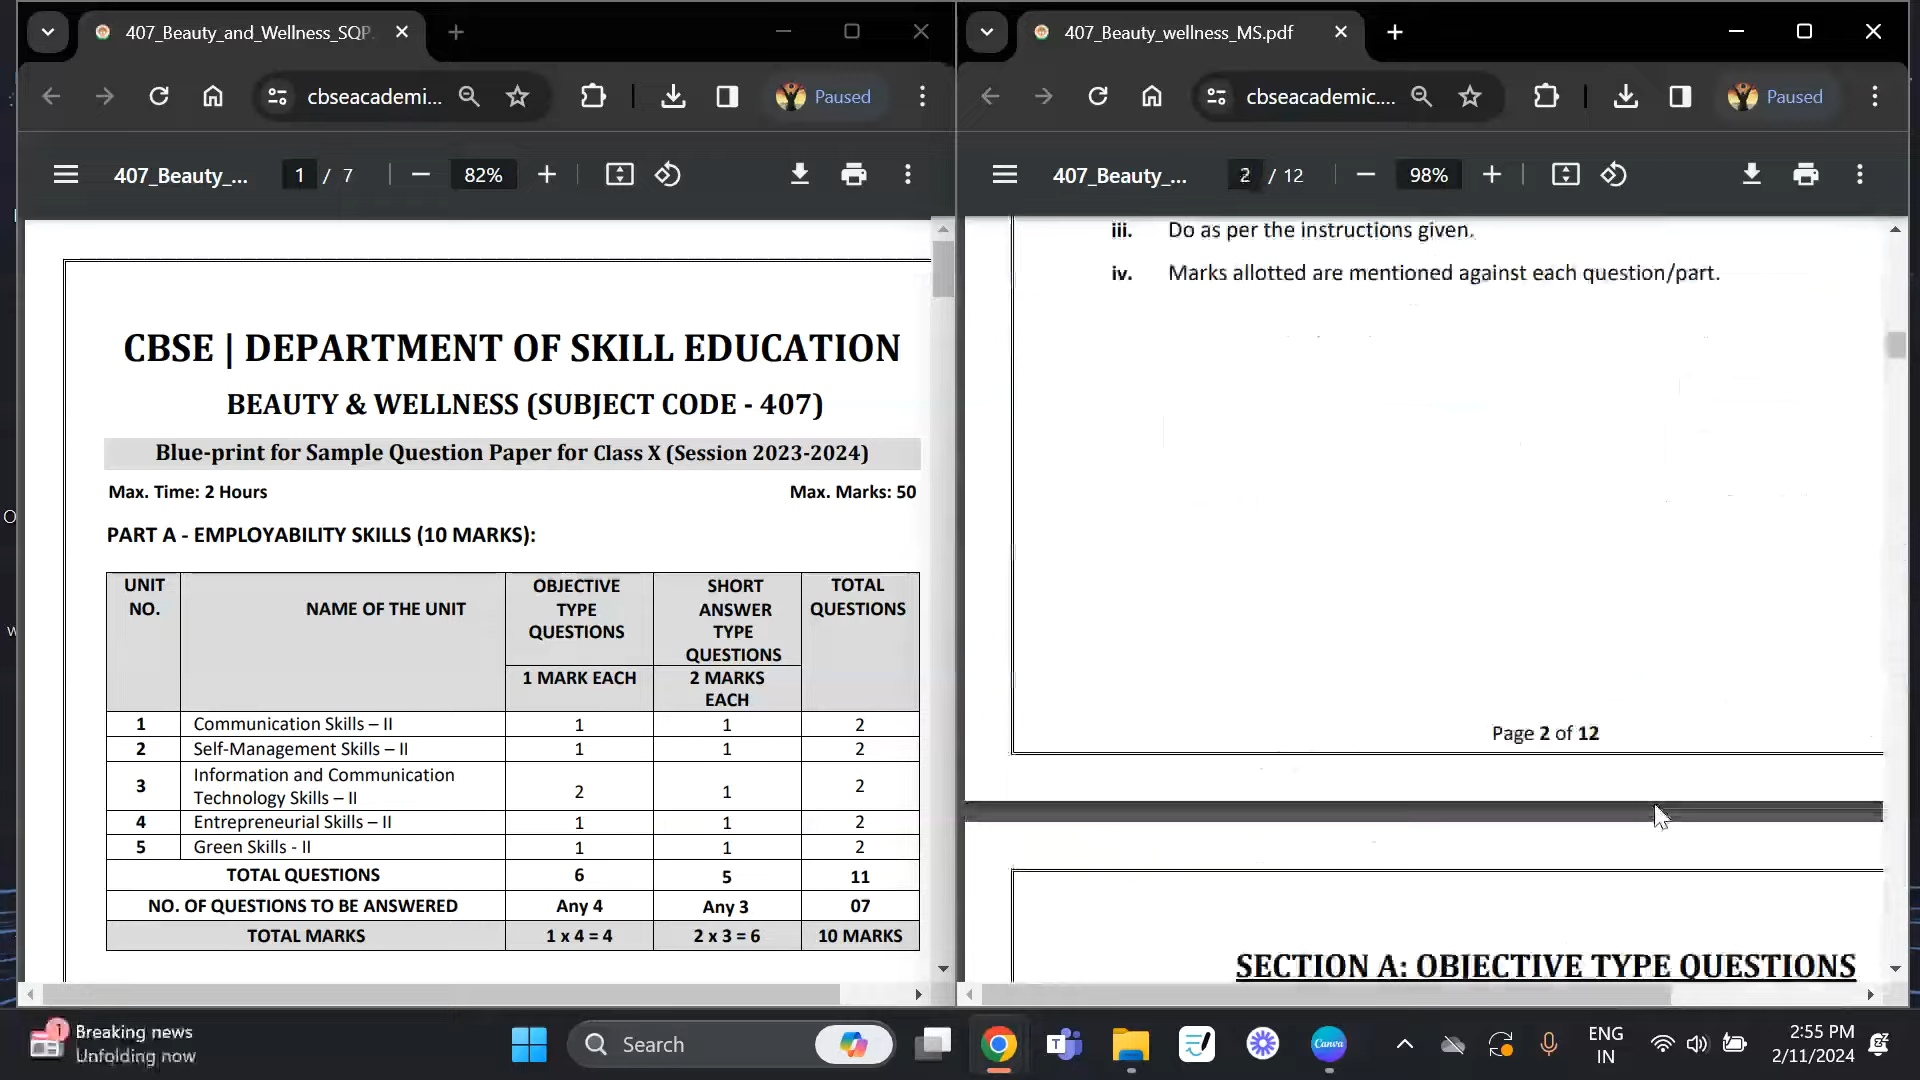 407_Beauty_and_Wellness_SQP
407_Beauty_wellness_MS.pdf
cbseacademi...
Paused
cbseacademic....
Paused
407_Beauty_...
1 / 7
82%
407_Beauty_...
2 / 12
98%
CBSE | DEPARTMENT OF SKILL EDUCATION
BEAUTY & WELLNESS (SUBJECT CODE - 407)
Blue-print for Sample Question Paper for Class X (Session 2023-2024)
Max. Time: 2 Hours
Max. Marks: 50
PART A - EMPLOYABILITY SKILLS (10 MARKS):
UNIT NO.
NAME OF THE UNIT
OBJECTIVE TYPE QUESTIONS
SHORT ANSWER TYPE QUESTIONS
TOTAL QUESTIONS
1 MARK EACH
2 MARKS EACH
1 Communication Skills – II 1 1 2
2 Self-Management Skills – II 1 1 2
3 Information and Communication Technology Skills – II 2 1 2
4 Entrepreneurial Skills – II 1 1 2
5 Green Skills - II 1 1 2
TOTAL QUESTIONS 6 5 11
NO. OF QUESTIONS TO BE ANSWERED Any 4 Any 3 07
TOTAL MARKS 1 x 4 = 4 2 x 3 = 6 10 MARKS
iii. Do as per the instructions given.
iv. Marks allotted are mentioned against each question/part.
Page 2 of 12
SECTION A: OBJECTIVE TYPE QUESTIONS
1
Breaking news
Unfolding now
Search
Canva
ENG
IN
2:55 PM
2/11/2024